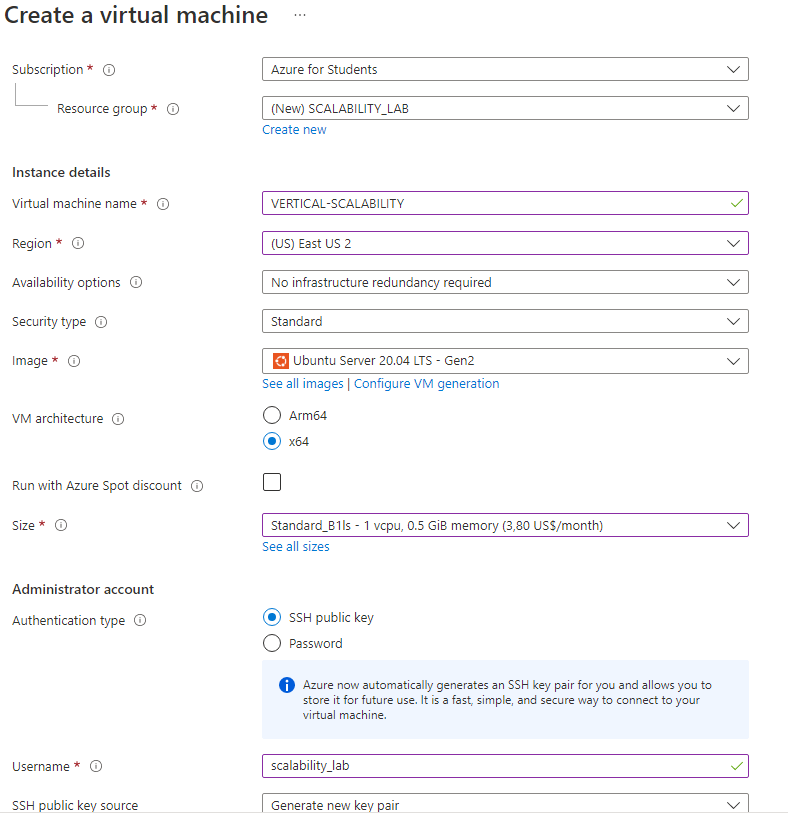 Create a virtual machine ...
Subscription * Azure for Students
Resource group * (New) SCALABILITY_LAB
Create new
Instance details
Virtual machine name * VERTICAL-SCALABILITY
Region * (US) East US 2
Availability options No infrastructure redundancy required
Security type Standard
Image * Ubuntu Server 20.04 LTS - Gen2
See all images | Configure VM generation
VM architecture Arm64
x64
Run with Azure Spot discount
Size * Standard_B1ls - 1 vcpu, 0.5 GiB memory (3,80 US$/month)
See all sizes
Administrator account
Authentication type SSH public key
Password
Azure now automatically generates an SSH key pair for you and allows you to
store it for future use. It is a fast, simple, and secure way to connect to your
virtual machine.
Username * scalability_lab
SSH public key source Generate new key pair